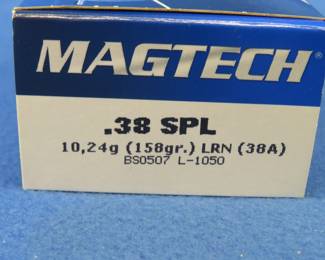 MAGTECH
.38 SPL
10,24g (158gr.) LRN (38A)
BS0507 L-1050